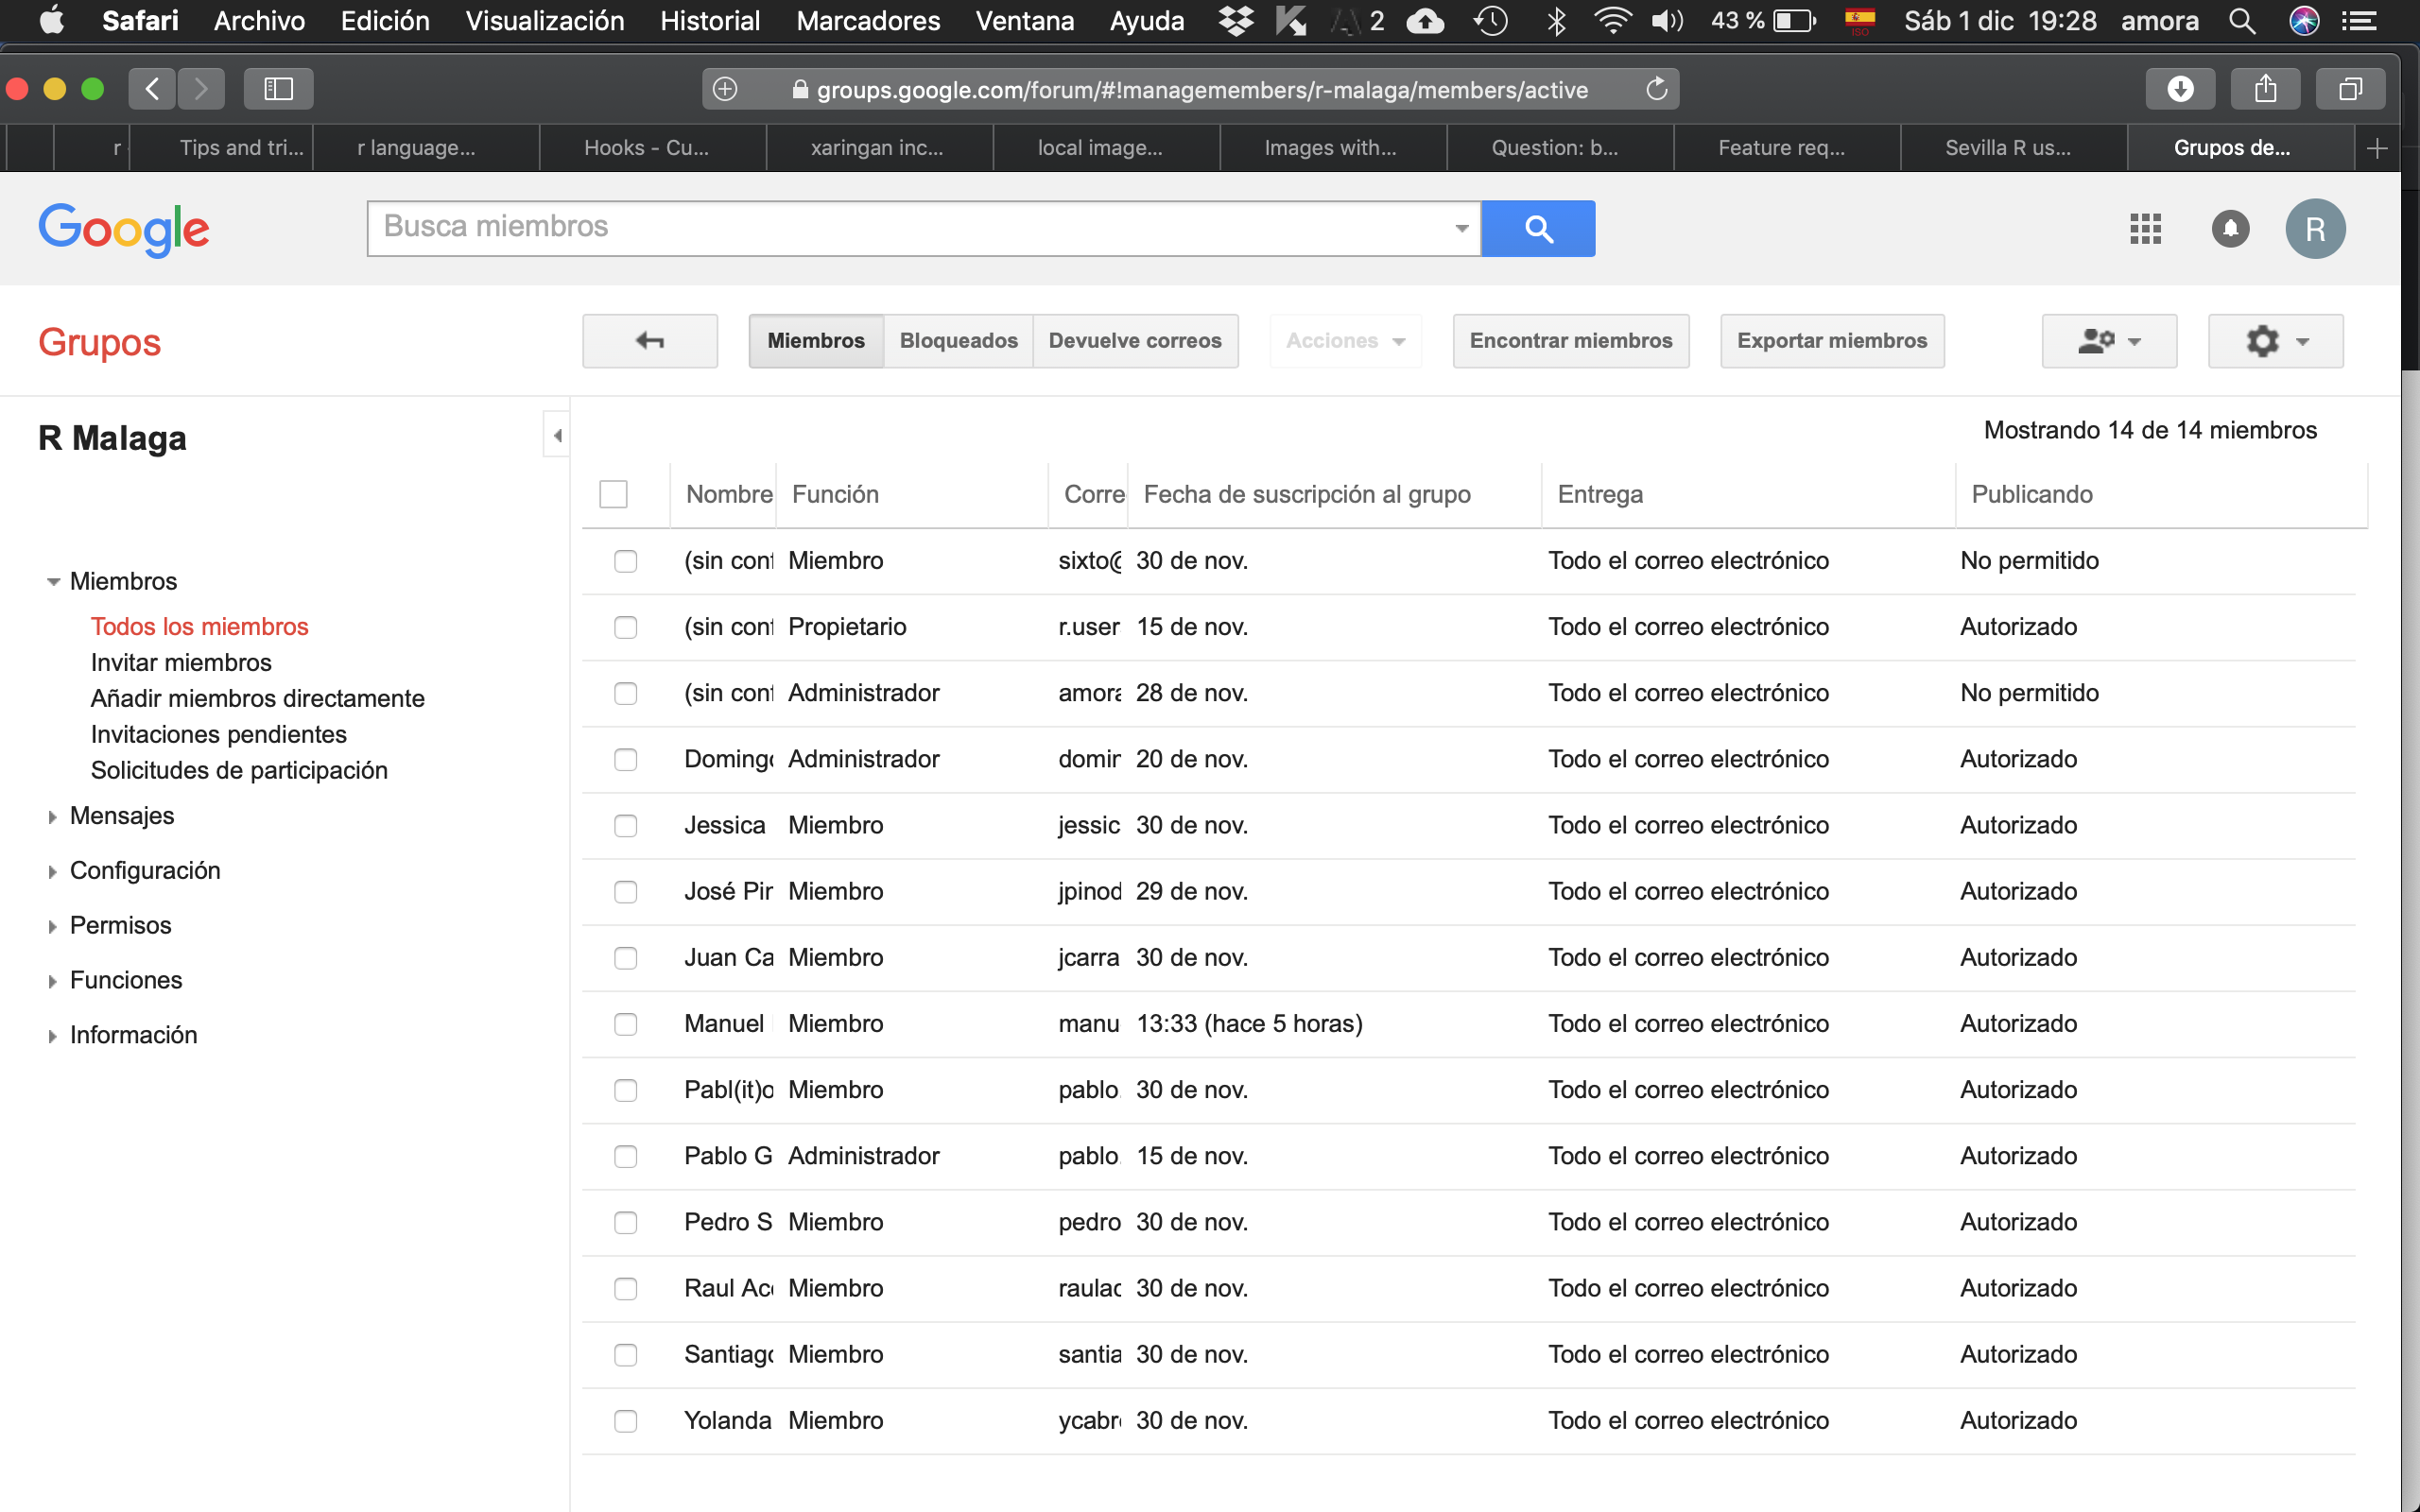 Safari Archivo Edición Visualización Historial Marcadores Ventana Ayuda 2 43 % ISO Sáb 1 dic 19:28 amora
groups.google.com/forum/#!managemembers/r-malaga/members/active
r Tips and tri... r language... Hooks - Cu... xaringan inc... local image... Images with... Question: b... Feature req... Sevilla R us... Grupos de...
Google Busca miembros R
Grupos Miembros Bloqueados Devuelve correos Acciones Encontrar miembros Exportar miembros
R Malaga
Miembros
Todos los miembros
Invitar miembros
Añadir miembros directamente
Invitaciones pendientes
Solicitudes de participación
Mensajes
Configuración
Permisos
Funciones
Información
Mostrando 14 de 14 miembros
Nombre Función Corre Fecha de suscripción al grupo Entrega Publicando
(sin cont Miembro sixto@ 30 de nov. Todo el correo electrónico No permitido
(sin cont Propietario r.user 15 de nov. Todo el correo electrónico Autorizado
(sin cont Administrador amora 28 de nov. Todo el correo electrónico No permitido
Domingo Administrador domin 20 de nov. Todo el correo electrónico Autorizado
Jessica Miembro jessic 30 de nov. Todo el correo electrónico Autorizado
José Pin Miembro jpinod 29 de nov. Todo el correo electrónico Autorizado
Juan Ca Miembro jcarra 30 de nov. Todo el correo electrónico Autorizado
Manuel Miembro manu 13:33 (hace 5 horas) Todo el correo electrónico Autorizado
Pabl(it)o Miembro pablo. 30 de nov. Todo el correo electrónico Autorizado
Pablo G Administrador pablo. 15 de nov. Todo el correo electrónico Autorizado
Pedro S Miembro pedro 30 de nov. Todo el correo electrónico Autorizado
Raul Ace Miembro raulac 30 de nov. Todo el correo electrónico Autorizado
Santiago Miembro santia 30 de nov. Todo el correo electrónico Autorizado
Yolanda Miembro ycabr 30 de nov. Todo el correo electrónico Autorizado